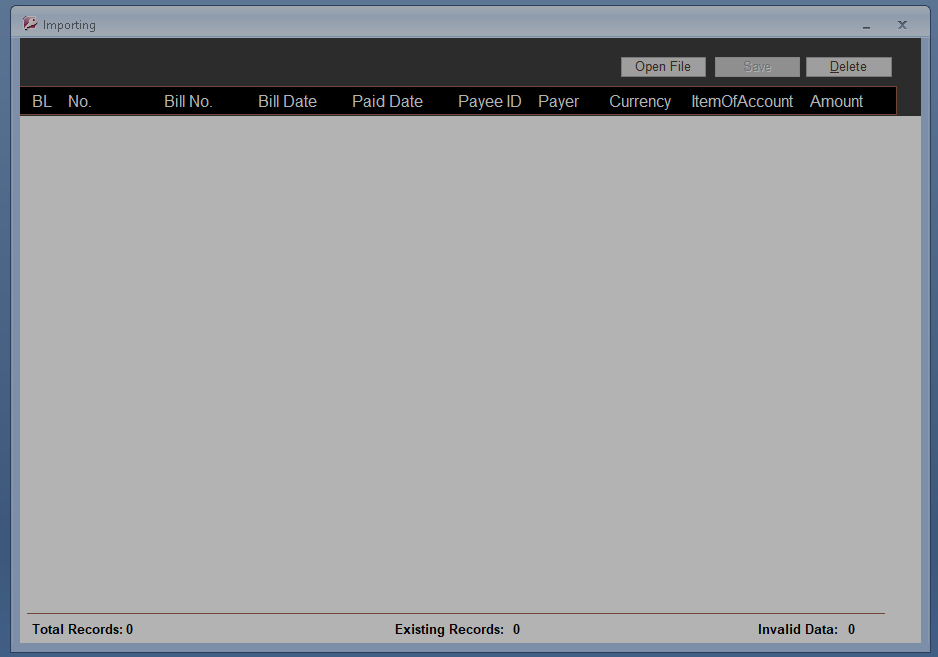 Importing
Open File Save Delete
BL No. Bill No. Bill Date Paid Date Payee ID Payer Currency ItemOfAccount Amount
Total Records: 0 Existing Records: 0 Invalid Data: 0